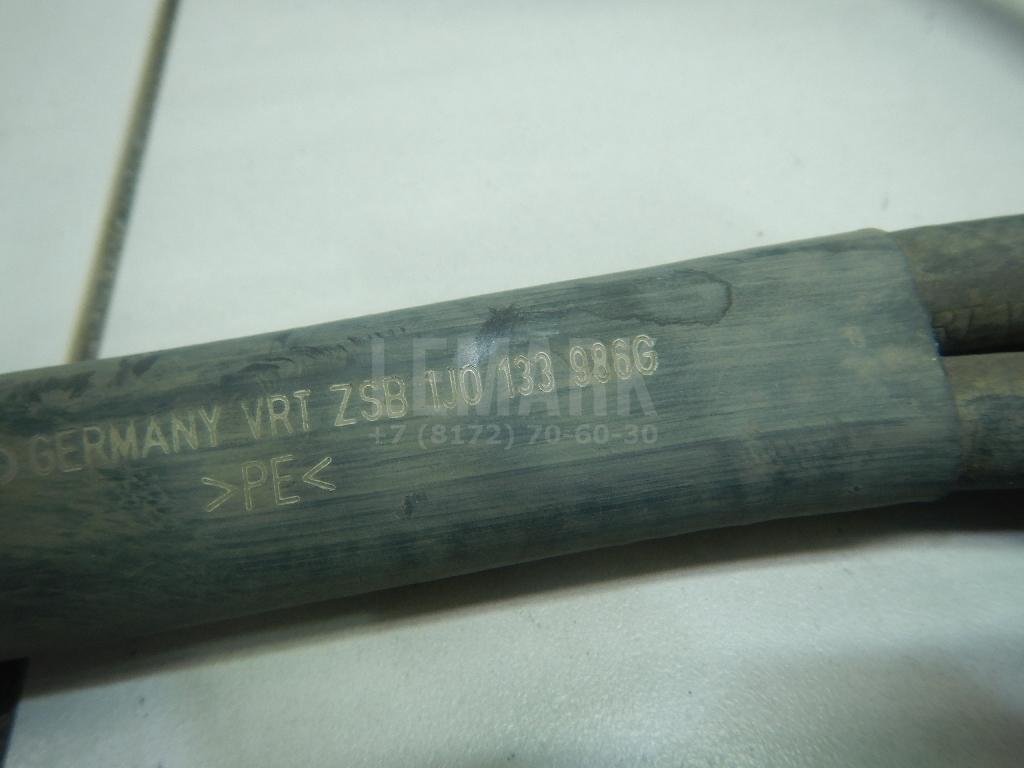 GERMANY VRT ZSB 1J0 133 986G
>PE<
LEMARK
+7 (8172) 70-60-30